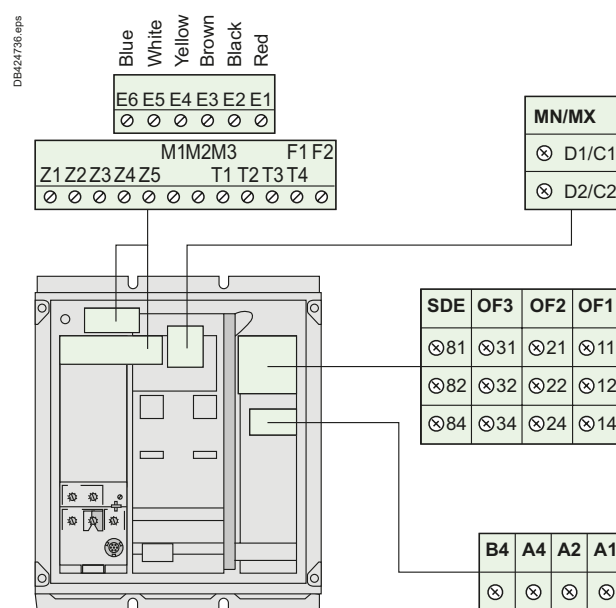 DB424736.eps
Blue
White
Yellow
Brown
Black
Red
E6 E5 E4 E3 E2 E1
M1M2M3 F1 F2
Z1 Z2 Z3 Z4 Z5 T1 T2 T3 T4
MN/MX
D1/C1
D2/C2
SDE OF3 OF2 OF1
81 31 21 11
82 32 22 12
84 34 24 14
B4 A4 A2 A1